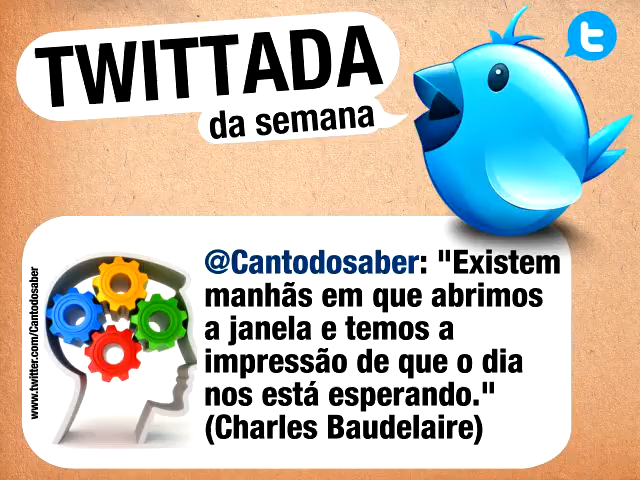 TWITTADA
da semana
t
@Cantodosaber: "Existem
manhãs em que abrimos
a janela e temos a
impressão de que o dia
nos está esperando."
(Charles Baudelaire)
www.twitter.com/Cantodosaber